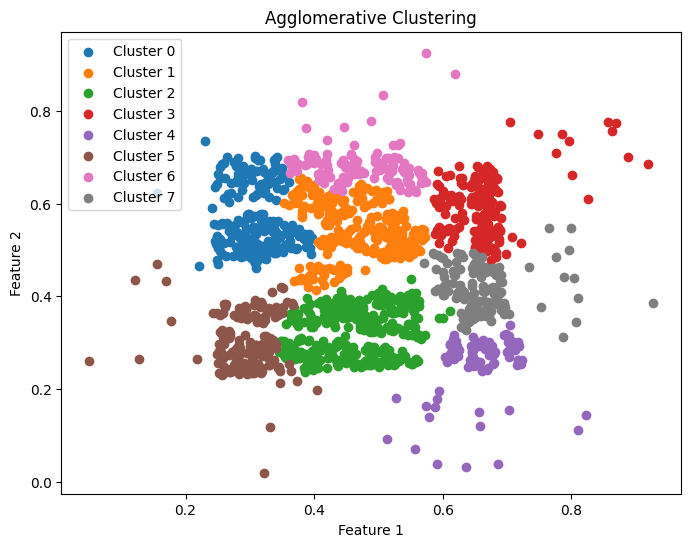 Agglomerative Clustering
Cluster 0
Cluster 1
Cluster 2
Cluster 3
Cluster 4
Cluster 5
Cluster 6
Cluster 7
Feature 2
0.8
0.6
0.4
0.2
0.0
0.2
0.4
0.6
0.8
Feature 1